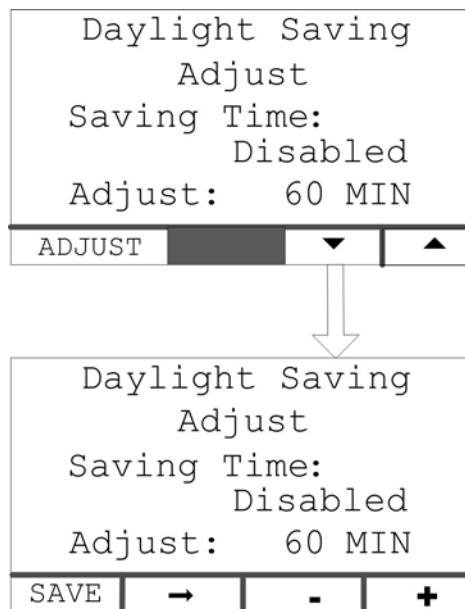 Daylight Saving
Adjust
Saving Time:
Disabled
Adjust: 60 MIN
ADJUST ▼ ▲
Daylight Saving
Adjust
Saving Time:
Disabled
Adjust: 60 MIN
SAVE → - +